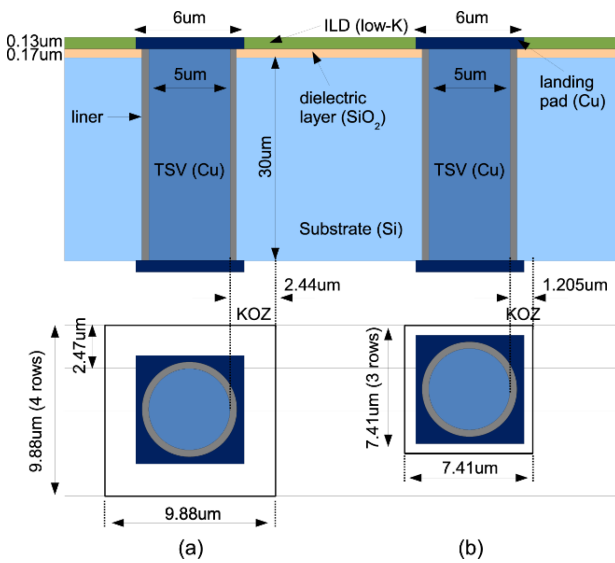 6um
ILD (low-K)
6um
0.13um
0.17um
5um
5um
landing
pad (Cu)
dielectric
layer (SiO2)
liner
30um
TSV (Cu)
TSV (Cu)
Substrate (Si)
2.44um
1.205um
KOZ
KOZ
2.47um
9.88um (4 rows)
7.41um (3 rows)
7.41um
9.88um
(a)
(b)